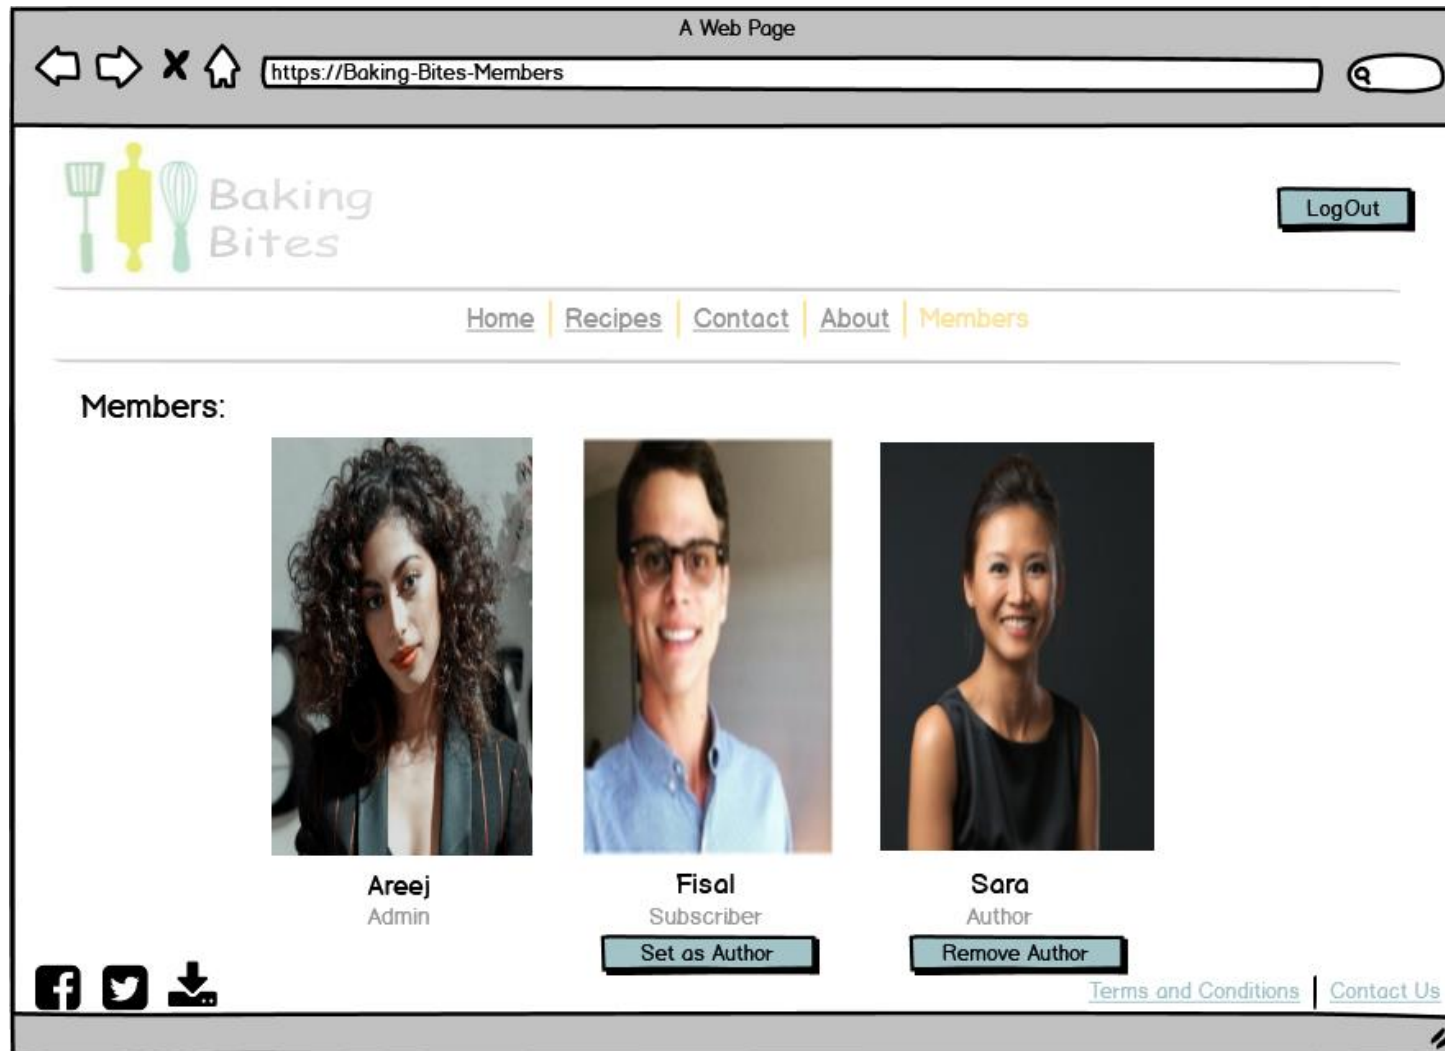 A Web Page
https://Baking-Bites-Members
Baking
Bites
LogOut
Home Recipes Contact About Members
Members:
Areej Fisal Sara
Admin Subscriber Author
Set as Author Remove Author
Terms and Conditions Contact Us